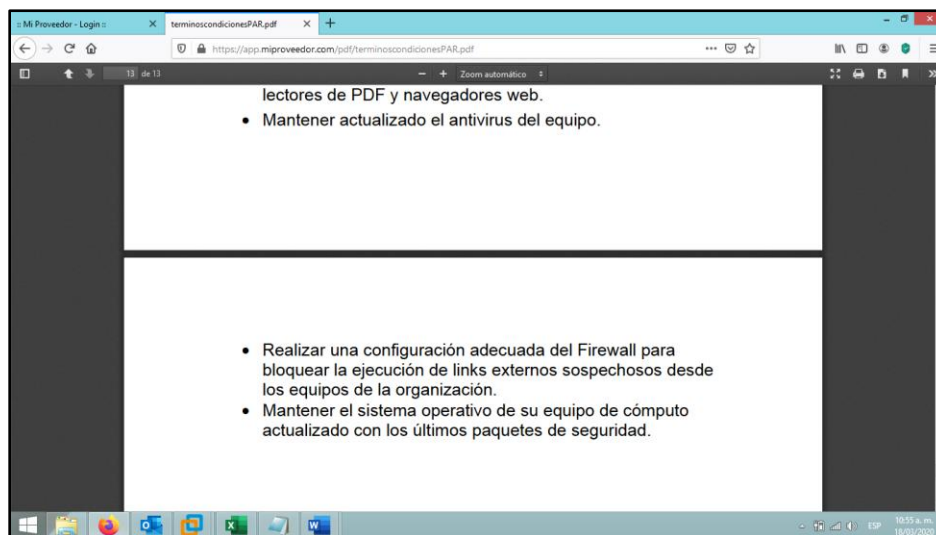 :: Mi Proveedor - Login ::
terminoscondicionesPAR.pdf
https://app.miproveedor.com/pdf/terminoscondicionesPAR.pdf
13 de 13
Zoom automático
lectores de PDF y navegadores web.
• Mantener actualizado el antivirus del equipo.
• Realizar una configuración adecuada del Firewall para
bloquear la ejecución de links externos sospechosos desde
los equipos de la organización.
• Mantener el sistema operativo de su equipo de cómputo
actualizado con los últimos paquetes de seguridad.
ESP
10:55 a. m.
18/03/2020